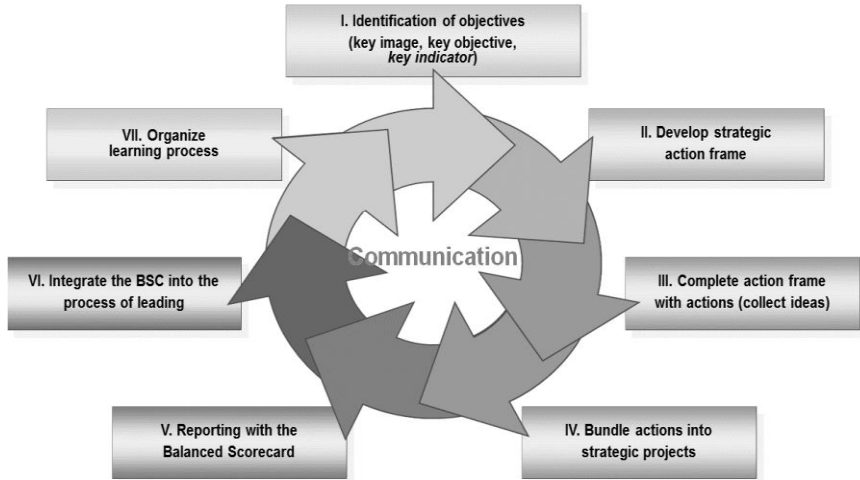 I. Identification of objectives
(key image, key objective,
key indicator)
VII. Organize
learning process
II. Develop strategic
action frame
Communication
VI. Integrate the BSC into the
process of leading
III. Complete action frame
with actions (collect ideas)
V. Reporting with the
Balanced Scorecard
IV. Bundle actions into
strategic projects